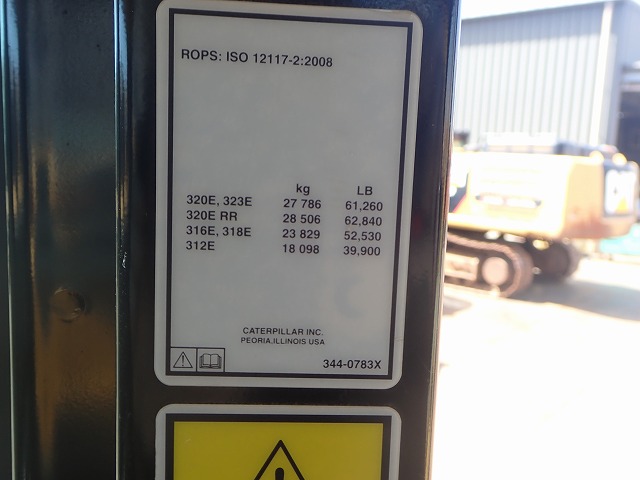 ROPS: ISO 12117-2:2008
kg LB
320E, 323E 27 786 61,260
320E RR 28 506 62,840
316E, 318E 23 829 52,530
312E 18 098 39,900
CATERPILLAR INC.
PEORIA,ILLINOIS USA
344-0783X